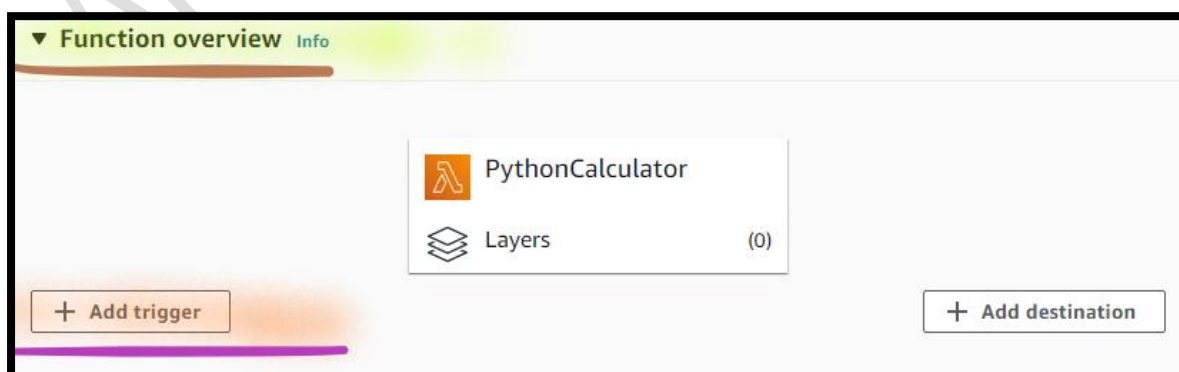 ▼ Function overview Info
PythonCalculator
Layers (0)
+ Add trigger
+ Add destination